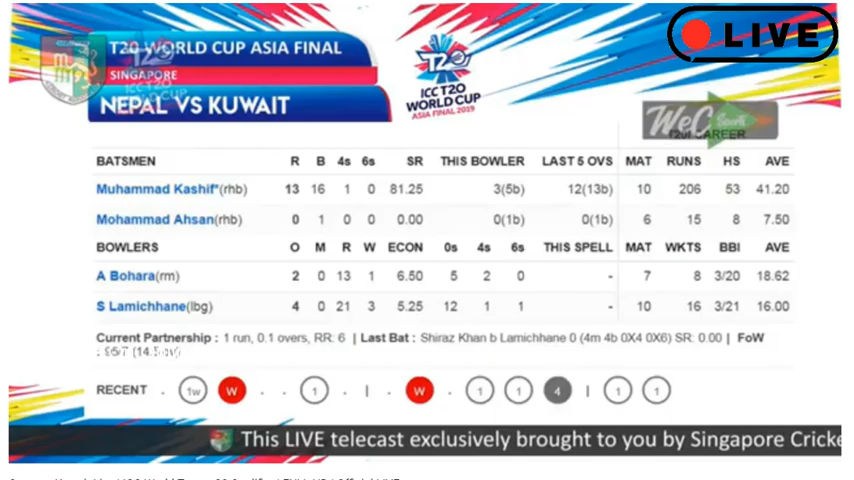 LIVE
T20 WORLD CUP ASIA FINAL
SINGAPORE
NEPAL VS KUWAIT
T20
ICC T20
WORLD CUP
ASIA FINAL 2019
WeC Sports
T20I CAREER
BATSMEN R B 4s 6s SR THIS BOWLER LAST 5 OVS MAT RUNS HS AVE
Muhammad Kashif*(rhb) 13 16 1 0 81.25 3(5b) 12(13b) 10 206 53 41.20
Mohammad Ahsan(rhb) 0 1 0 0 0.00 0(1b) 0(1b) 6 15 8 7.50
BOWLERS O M R W ECON 0s 4s 6s THIS SPELL MAT WKTS BBI AVE
A Bohara(rm) 2 0 13 1 6.50 5 2 0 - 7 8 3/20 18.62
S Lamichhane(lbg) 4 0 21 3 5.25 12 1 1 - 10 16 3/21 16.00
Current Partnership : 1 run, 0.1 overs, RR: 6 | Last Bat : Shiraz Khan b Lamichhane 0 (4m 4b 0X4 0X6) SR: 0.00 | FoW
RECENT . 1w W . . 1 . | . W . 1 1 4 | 1 1
This LIVE telecast exclusively brought to you by Singapore Cricke